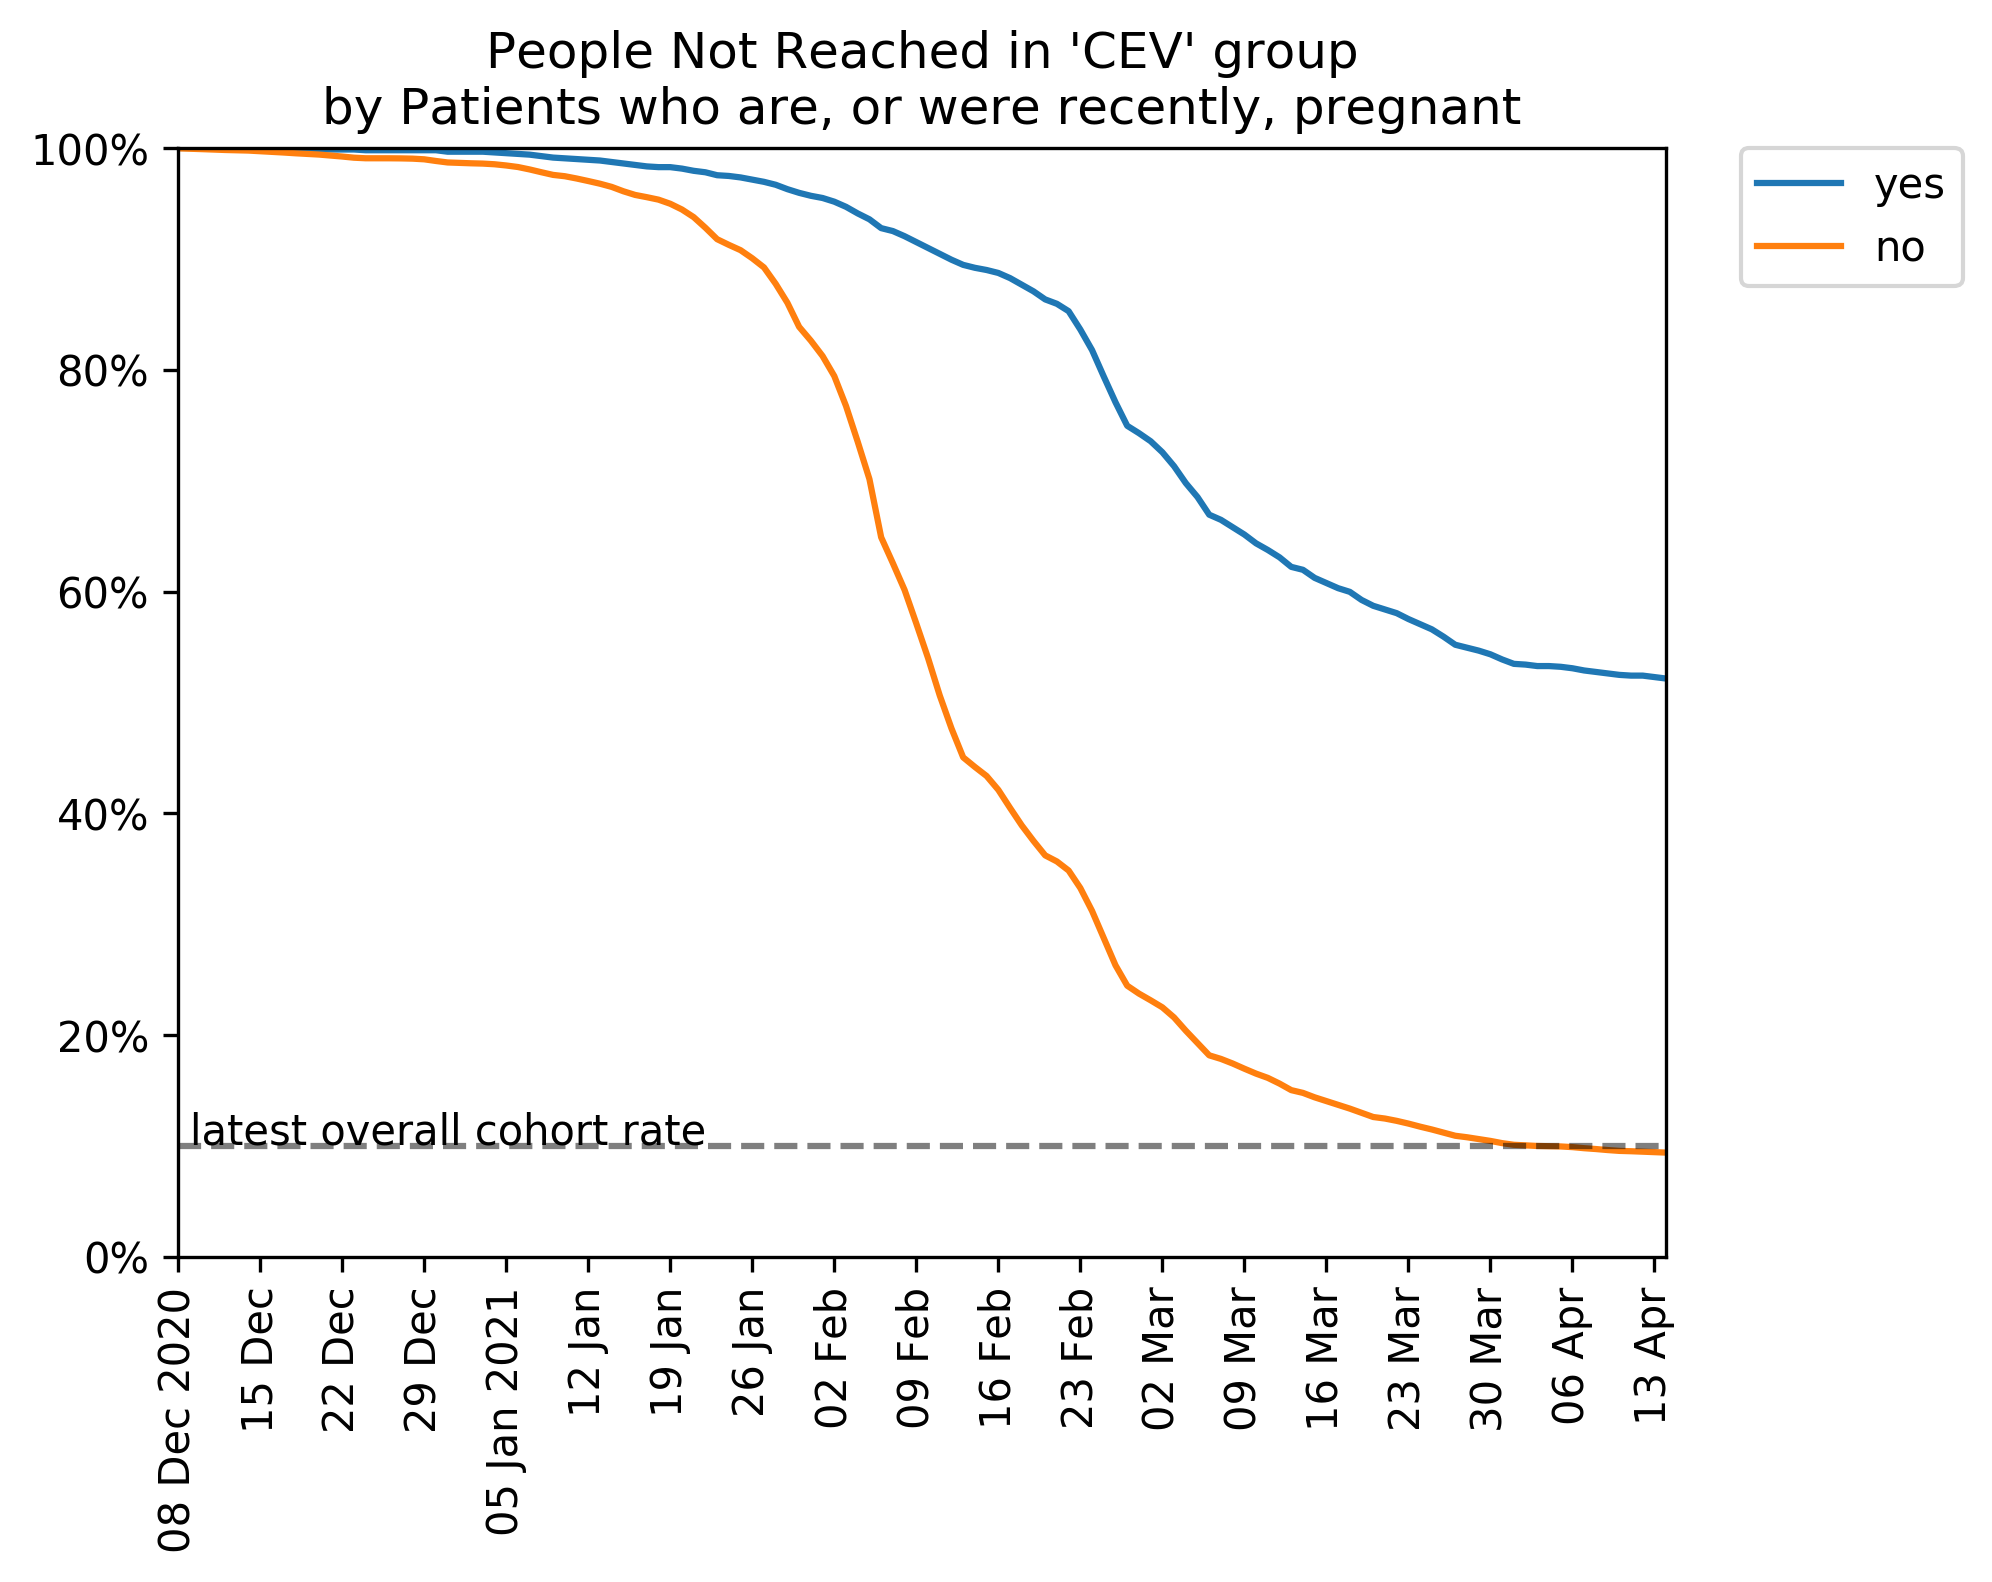 People Not Reached in 'CEV' group
by Patients who are, or were recently, pregnant
yes
no
100%
80%
60%
40%
20%
0%
latest overall cohort rate
08 Dec 2020
15 Dec
22 Dec
29 Dec
05 Jan 2021
12 Jan
19 Jan
26 Jan
02 Feb
09 Feb
16 Feb
23 Feb
02 Mar
09 Mar
16 Mar
23 Mar
30 Mar
06 Apr
13 Apr